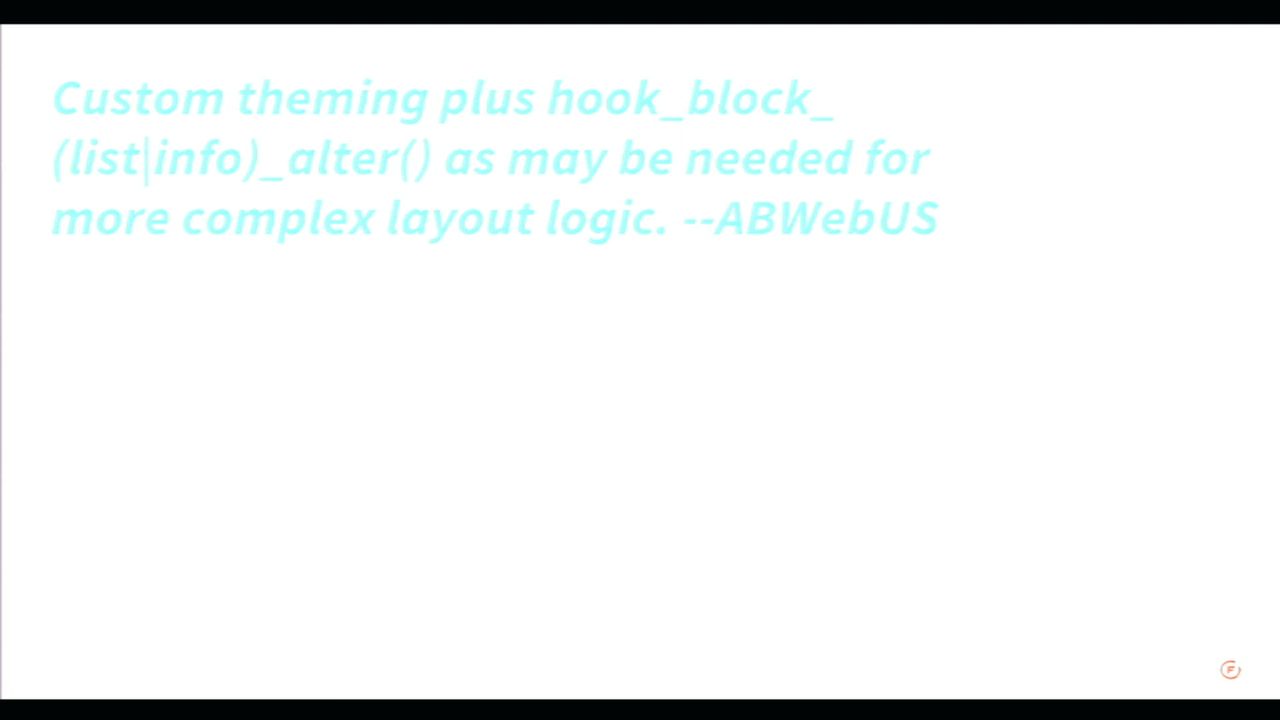 Custom theming plus hook_block_
(list|info)_alter() as may be needed for
more complex layout logic. --ABWebUS
F